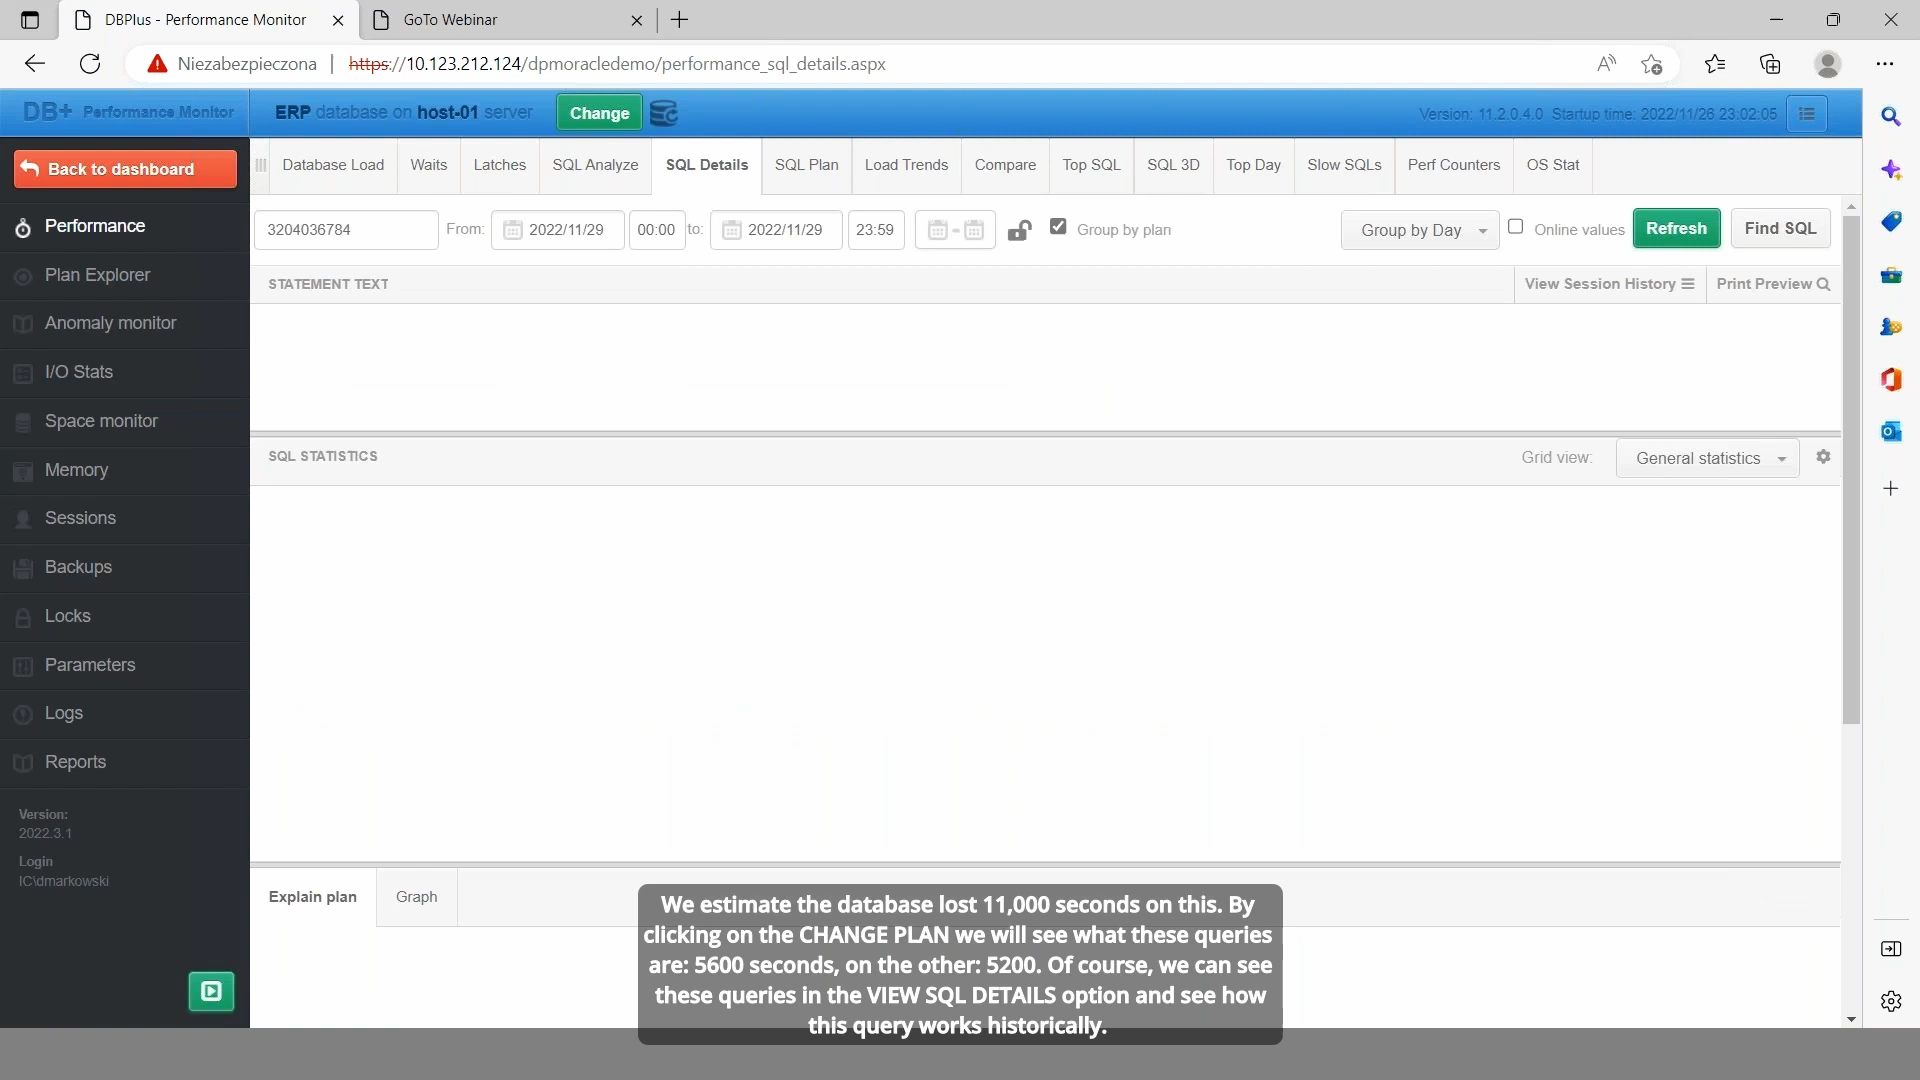 DBPlus - Performance Monitor
GoTo Webinar
Niezabezpieczona
https://10.123.212.124/dpmoracledemo/performance_sql_details.aspx
DB+ Performance Monitor
ERP database on host-01 server
Change
Version: 11.2.0.4.0 Startup time: 2022/11/26 23:02:05
Back to dashboard
Database Load
Waits
Latches
SQL Analyze
SQL Details
SQL Plan
Load Trends
Compare
Top SQL
SQL 3D
Top Day
Slow SQLs
Perf Counters
OS Stat
Performance
Plan Explorer
Anomaly monitor
I/O Stats
Space monitor
Memory
Sessions
Backups
Locks
Parameters
Logs
Reports
Version:
2022.3.1
Login
IC\dmarkowski
3204036784
From:
2022/11/29
00:00
to:
2022/11/29
23:59
Group by plan
Group by Day
Online values
Refresh
Find SQL
STATEMENT TEXT
View Session History
Print Preview
SQL STATISTICS
Grid view:
General statistics
Explain plan
Graph
We estimate the database lost 11,000 seconds on this. By
clicking on the CHANGE PLAN we will see what these queries
are: 5600 seconds, on the other: 5200. Of course, we can see
these queries in the VIEW SQL DETAILS option and see how
this query works historically.